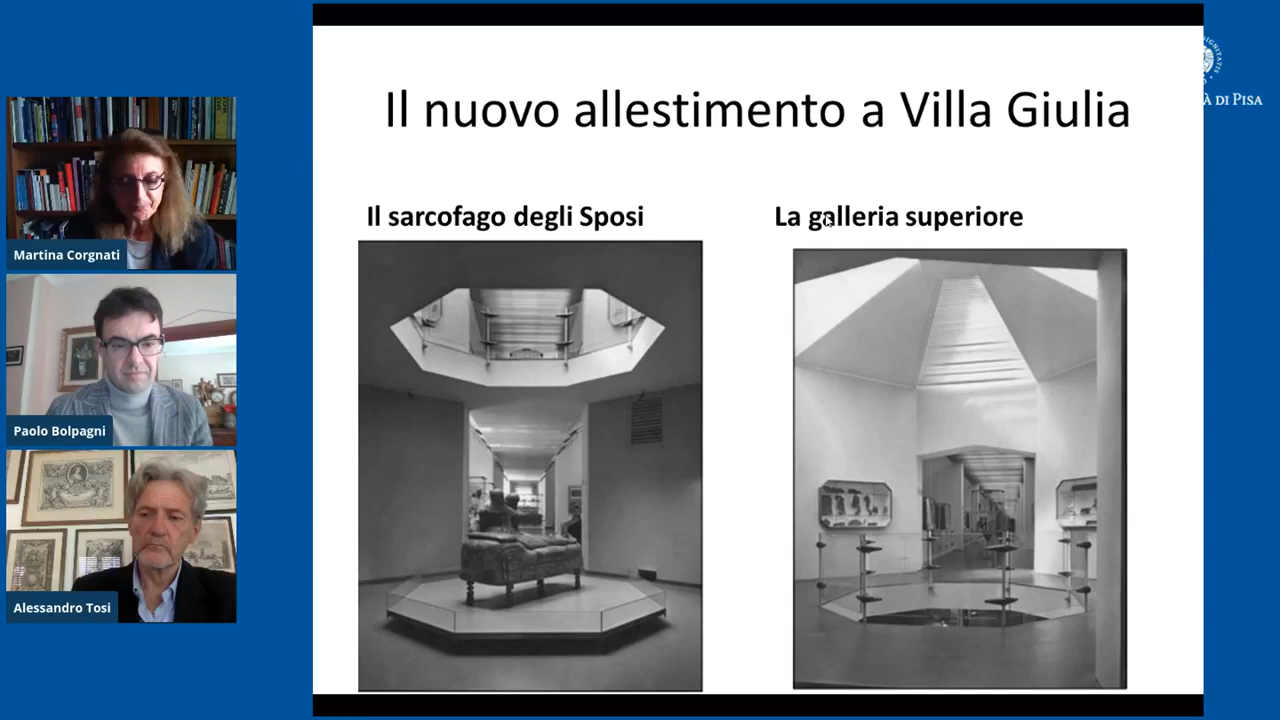 Il nuovo allestimento a Villa Giulia
Il sarcofago degli Sposi
La galleria superiore
Martina Corgnati
Paolo Bolpagni
Alessandro Tosi
À DI PISA